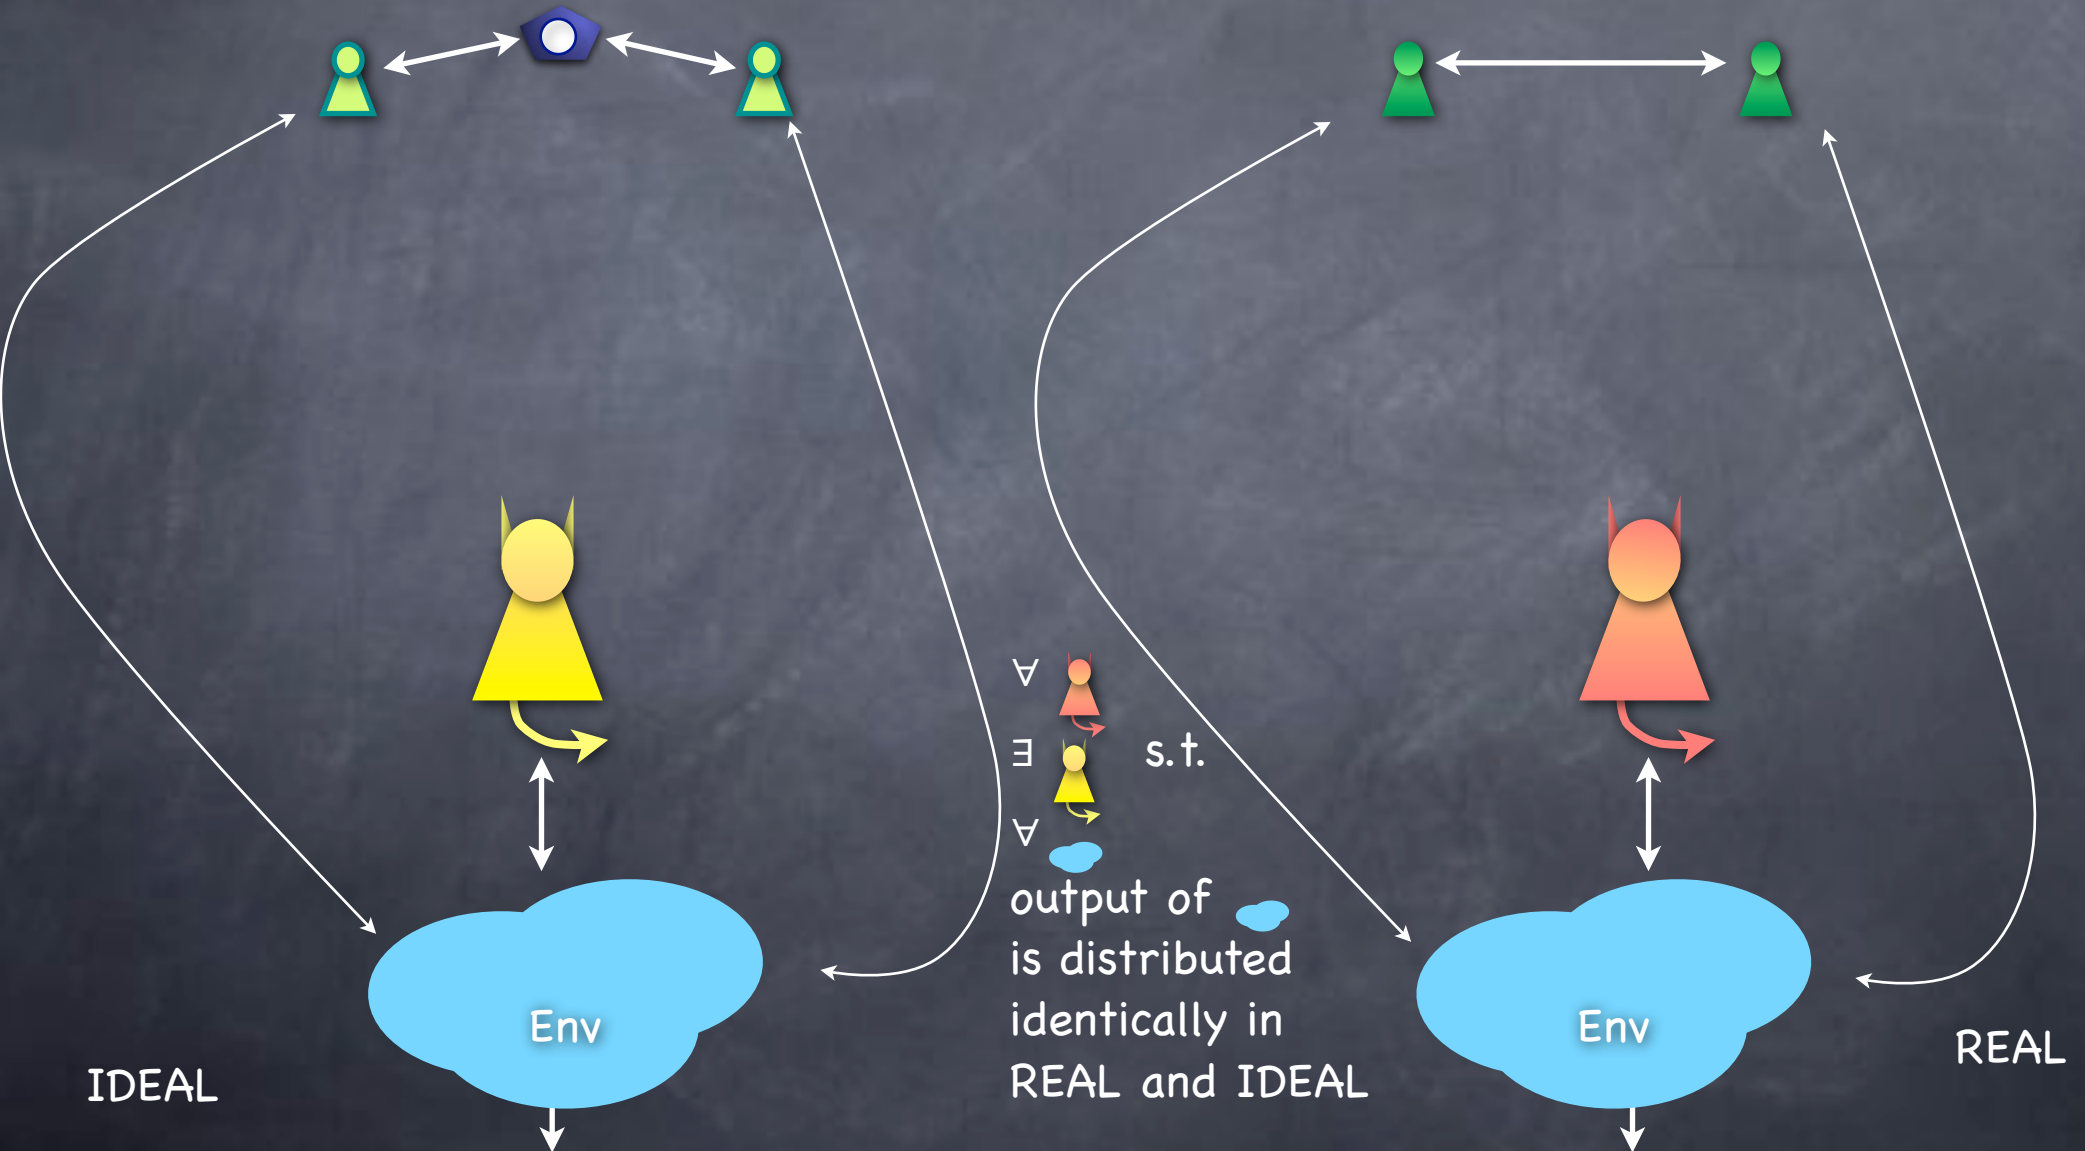 ∀
∃ s.t.
∀
output of
is distributed
identically in
REAL and IDEAL
Env
Env
IDEAL
REAL